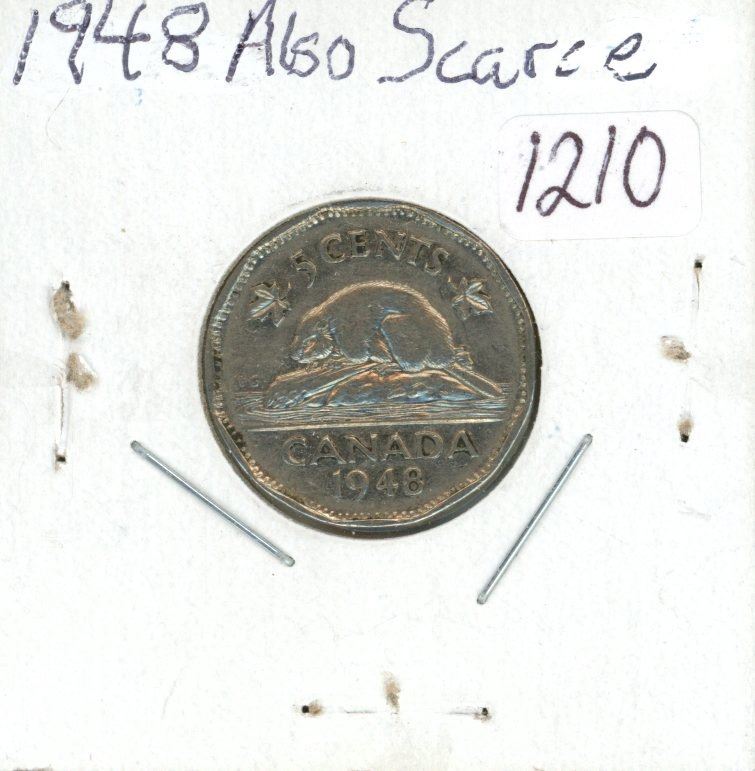 1948 Also Scarce
1210
5 CENTS
CANADA
1948